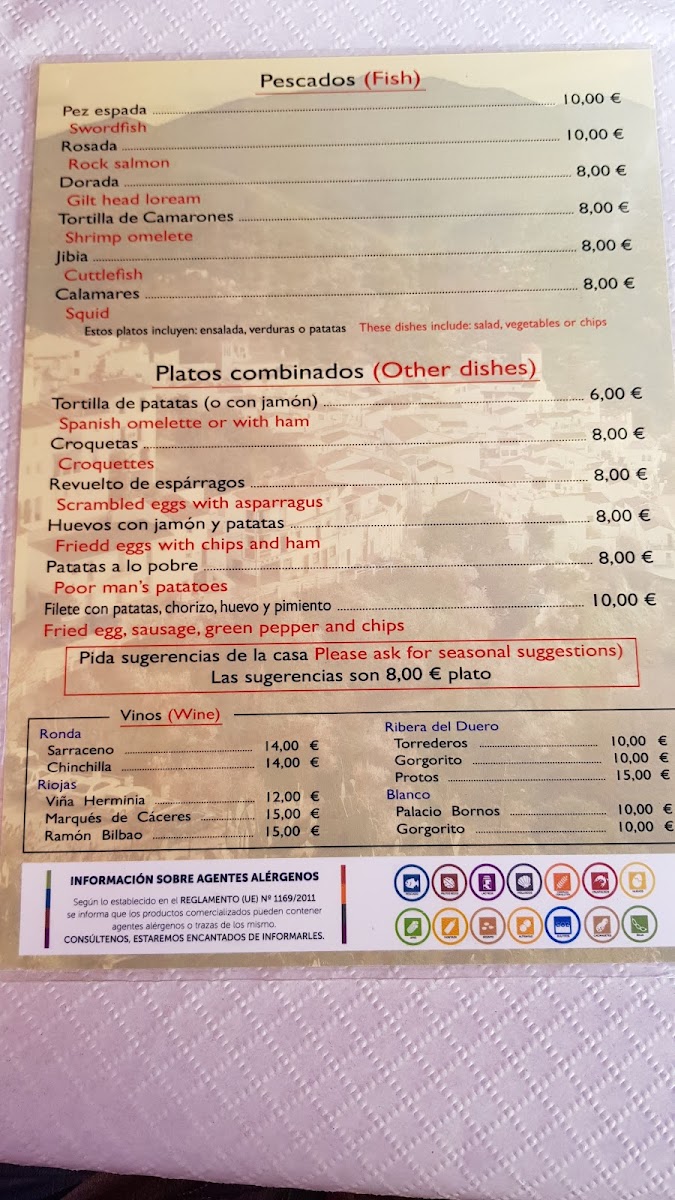 Pescados (Fish)
Pez espada 10,00 €
Swordfish
Rosada 10,00 €
Rock salmon
Dorada 8,00 €
Gilt head loream
Tortilla de Camarones 8,00 €
Shrimp omelete
Jibia 8,00 €
Cuttlefish
Calamares 8,00 €
Squid
Estos platos incluyen: ensalada, verduras o patatas These dishes include: salad, vegetables or chips
Platos combinados (Other dishes)
Tortilla de patatas (o con jamón) 6,00 €
Spanish omelette or with ham
Croquetas 8,00 €
Croquettes
Revuelto de espárragos 8,00 €
Scrambled eggs with asparragus
Huevos con jamón y patatas 8,00 €
Friedd eggs with chips and ham
Patatas a lo pobre 8,00 €
Poor man's patatoes
Filete con patatas, chorizo, huevo y pimiento 10,00 €
Fried egg, sausage, green pepper and chips
Pida sugerencias de la casa Please ask for seasonal suggestions)
Las sugerencias son 8,00 € plato
Vinos (Wine)
Ronda
Sarraceno 14,00 €
Chinchilla 14,00 €
Riojas
Viña Herminia 12,00 €
Marqués de Cáceres 15,00 €
Ramón Bilbao 15,00 €
Ribera del Duero
Torrederos 10,00 €
Gorgorito 10,00 €
Protos 15,00 €
Blanco
Palacio Bornos 10,00 €
Gorgorito 10,00 €
INFORMACIÓN SOBRE AGENTES ALÉRGENOS
Según lo establecido en el REGLAMENTO (UE) Nº 1169/2011
se informa que los productos comercializados pueden contener
agentes alérgenos o trazas de los mismo.
CONSÚLTENOS, ESTAREMOS ENCANTADOS DE INFORMARLES.